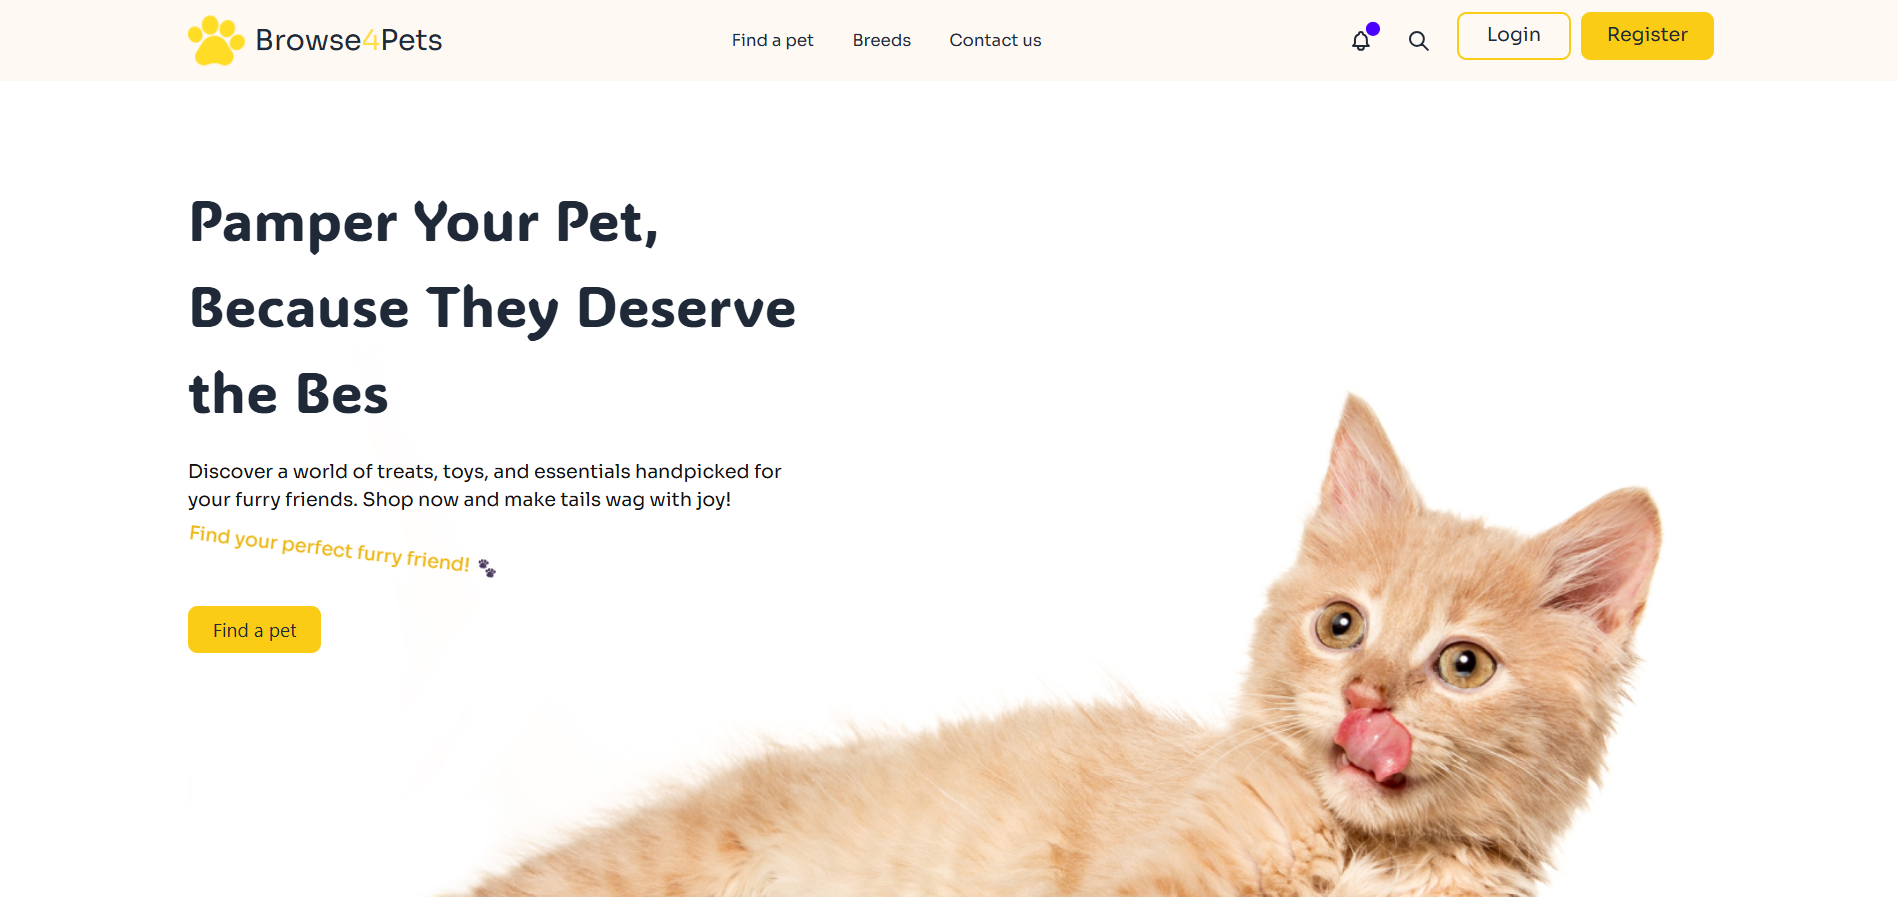 Browse4Pets
Find a pet
Breeds
Contact us
Login
Register
Pamper Your Pet,
Because They Deserve
the Bes
Discover a world of treats, toys, and essentials handpicked for
your furry friends. Shop now and make tails wag with joy!
Find your perfect furry friend! 🐾
Find a pet